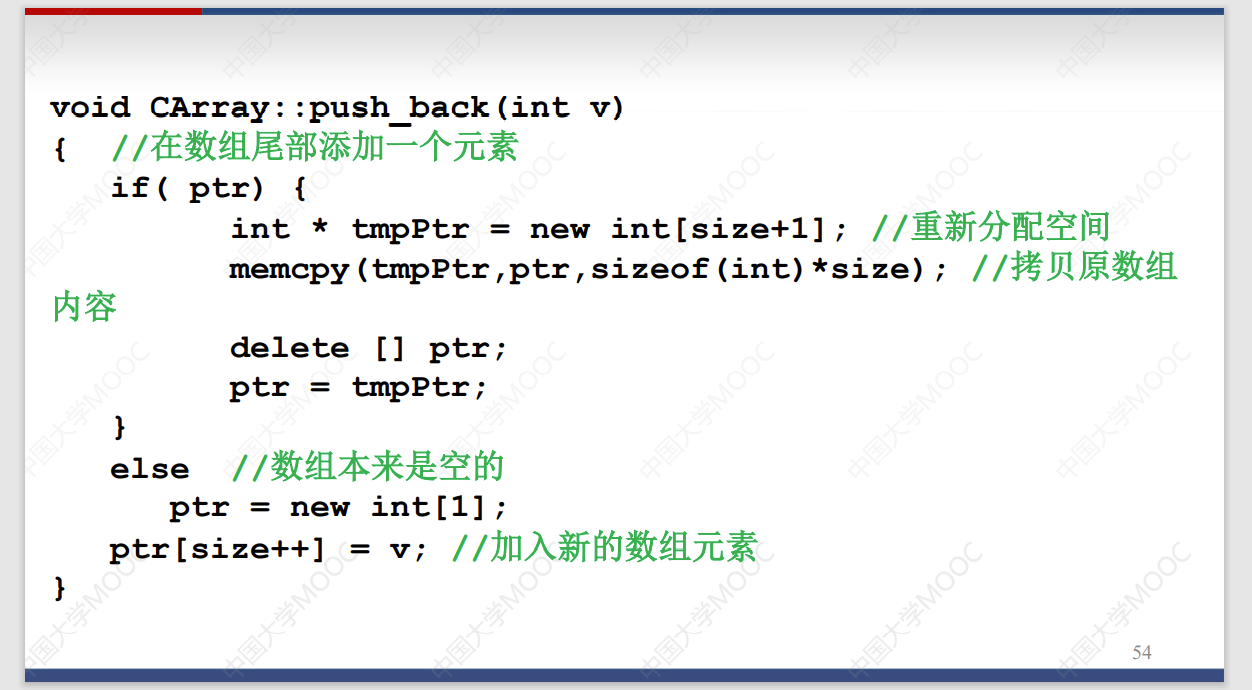 void CArray::push_back(int v)
{ //在数组尾部添加一个元素
if( ptr) {
int * tmpPtr = new int[size+1]; //重新分配空间
memcpy(tmpPtr,ptr,sizeof(int)*size); //拷贝原数组
内容
delete [] ptr;
ptr = tmpPtr;
}
else //数组本来是空的
ptr = new int[1];
ptr[size++] = v; //加入新的数组元素
}
54
中国大学MOOC